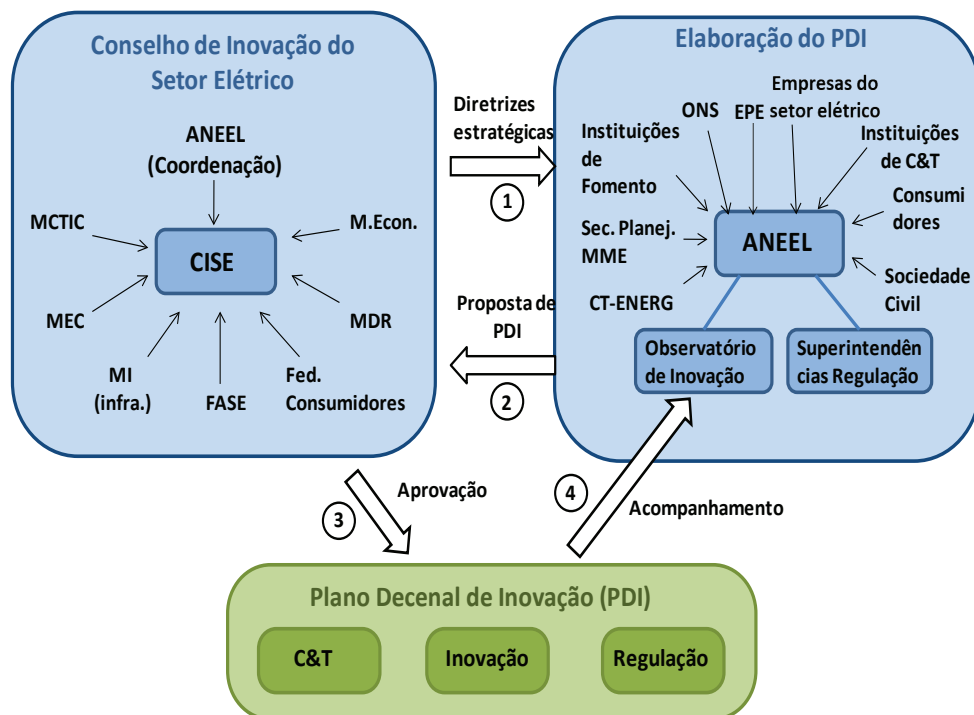 Conselho de Inovação do
Setor Elétrico
ANEEL
(Coordenação)
MCTIC
M.Econ.
CISE
MEC
MDR
MI
(infra.)
FASE
Fed.
Consumidores
Diretrizes
estratégicas
1
Proposta de
PDI
2
Elaboração do PDI
Empresas do
setor elétrico
ONS
EPE
Instituições
de
Fomento
Instituições
de C&T
Consumi
dores
Sec. Planej.
MME
ANEEL
CT-ENERG
Sociedade
Civil
Observatório
de Inovação
Superintendên
cias Regulação
3
Aprovação
4
Acompanhamento
Plano Decenal de Inovação (PDI)
C&T
Inovação
Regulação